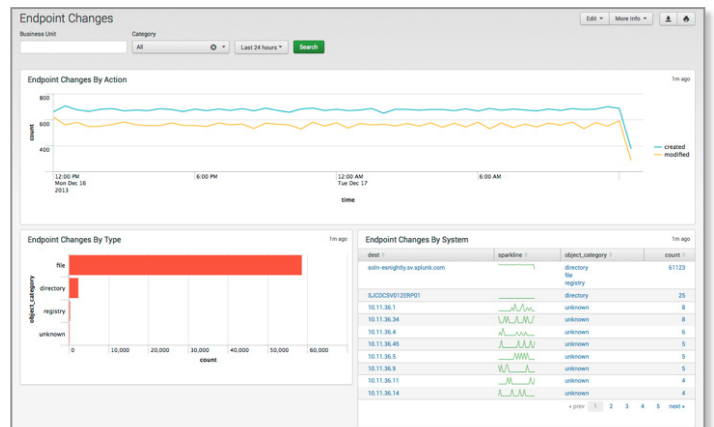 Endpoint Changes
Edit
More Info
Business Unit
Category
All
Last 24 hours
Search
Endpoint Changes By Action
1m ago
800
600
400
count
created
modified
12:00 PM
Mon Dec 16
2013
6:00 PM
12:00 AM
Tue Dec 17
6:00 AM
time
Endpoint Changes By Type
1m ago
object_category
file
directory
registry
unknown
0 10,000 20,000 30,000 40,000 50,000 60,000
count
Endpoint Changes By System
1m ago
dest sparkline object_category count
soln-esnightly.sv.splunk.com directory 61123
file
registry
SJCDCSV012ERP01 directory 25
10.11.36.1 unknown 8
10.11.36.34 unknown 8
10.11.36.4 unknown 6
10.11.36.45 unknown 5
10.11.36.5 unknown 5
10.11.36.9 unknown 5
10.11.36.11 unknown 4
10.11.36.14 unknown 4
« prev 1 2 3 4 5 next »